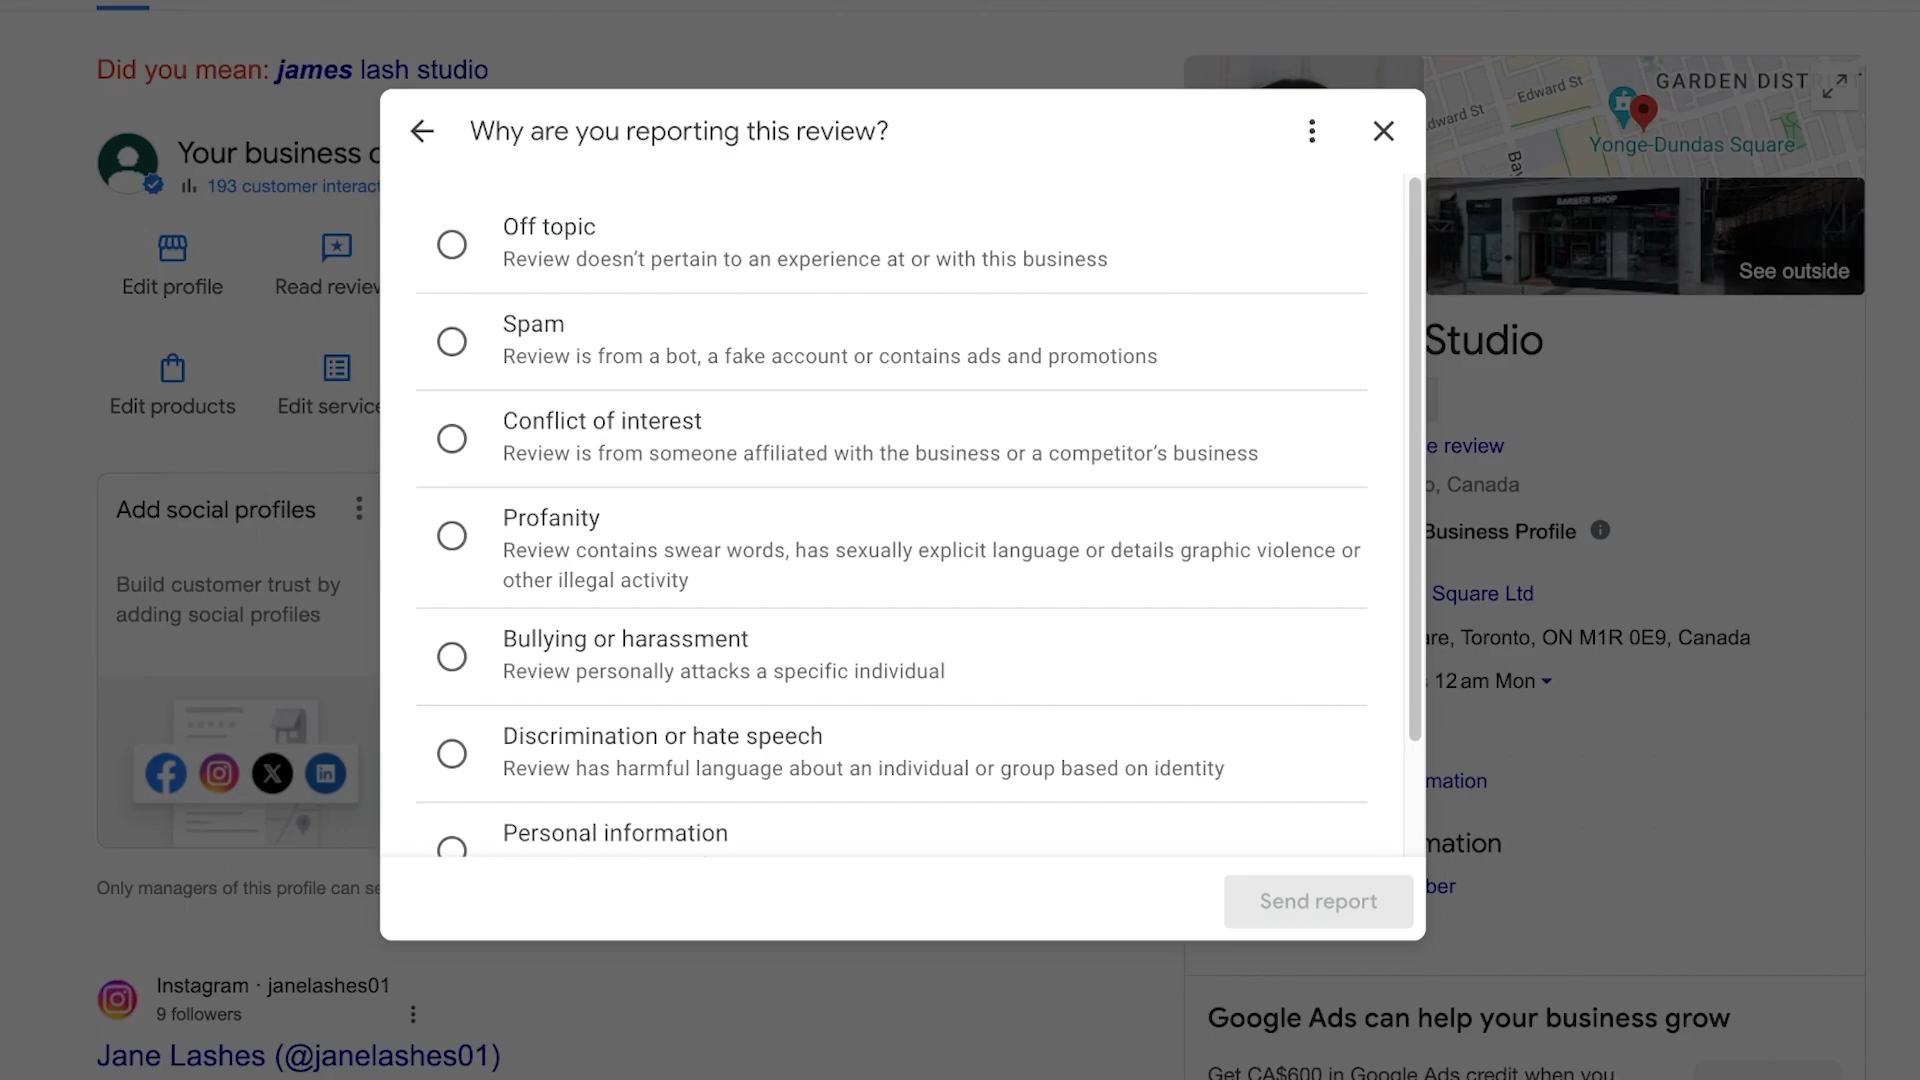 Did you mean: james lash studio
Your business o
193 customer interact
Edit profile
Read review
Edit products
Edit service
Add social profiles
Build customer trust by
adding social profiles
Only managers of this profile can se
Instagram · janelashes01
9 followers
Jane Lashes (@janelashes01)
Why are you reporting this review?
Off topic
Review doesn’t pertain to an experience at or with this business
Spam
Review is from a bot, a fake account or contains ads and promotions
Conflict of interest
Review is from someone affiliated with the business or a competitor’s business
Profanity
Review contains swear words, has sexually explicit language or details graphic violence or
other illegal activity
Bullying or harassment
Review personally attacks a specific individual
Discrimination or hate speech
Review has harmful language about an individual or group based on identity
Personal information
Send report
GARDEN DISTRICT
Edward St
dward St
Bay
Yonge-Dundas Square
BARBER SHOP
See outside
Studio
e review
o, Canada
Business Profile
Square Ltd
are, Toronto, ON M1R 0E9, Canada
12 am Mon
mation
mation
ber
Google Ads can help your business grow
Get CA$600 in Google Ads credit when you